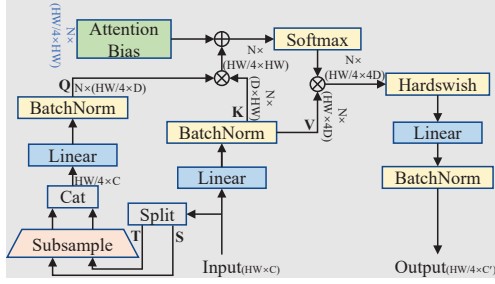 N×
(HW/4×HW)
Attention
Bias
N×
(HW/4×HW)
Softmax
N×
(HW/4×4D)
Q
N×(HW/4×D)
BatchNorm
K
N×
(D×HW)
V
N×
(HW×4D)
Hardswish
BatchNorm
Linear
Linear
HW/4×C
Cat
Linear
BatchNorm
Split
T
S
Subsample
Input(HW×C)
Output(HW/4×C')